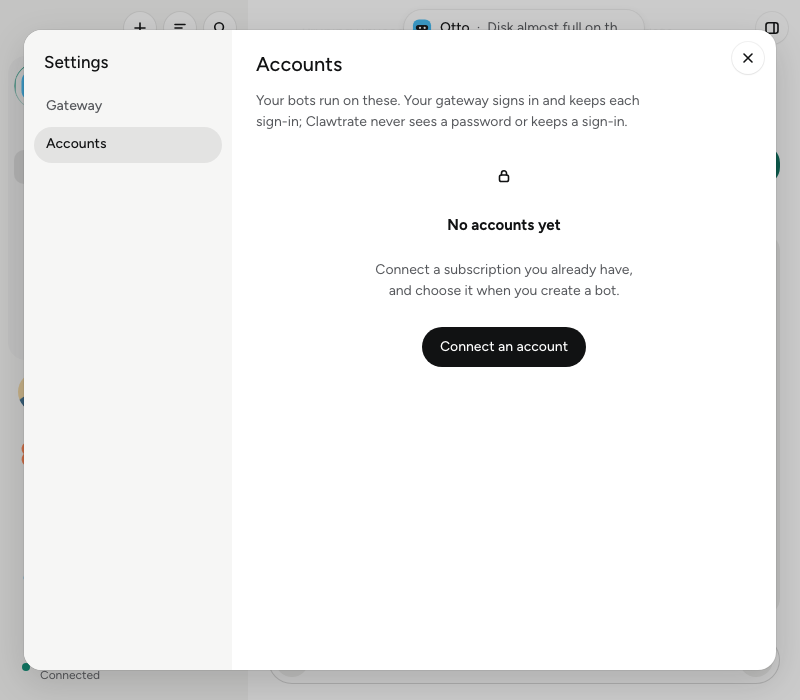 Otto · Disk almost full on th
Settings
Gateway
Accounts
Accounts
Your bots run on these. Your gateway signs in and keeps each
sign-in; Clawtrate never sees a password or keeps a sign-in.
No accounts yet
Connect a subscription you already have,
and choose it when you create a bot.
Connect an account
Connected